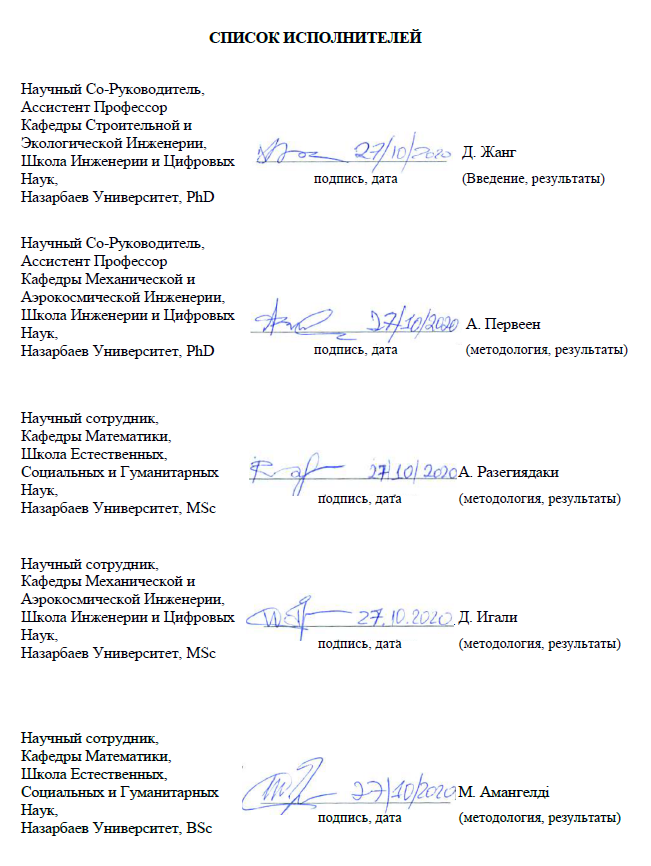 СПИСОК ИСПОЛНИТЕЛЕЙ
Научный Со-Руководитель,
Ассистент Профессор
Кафедры Строительной и
Экологической Инженерии,
Школа Инженерии и Цифровых
Наук,
Назарбаев Университет, PhD
27/10/2020 Д. Жанг
подпись, дата (Введение, результаты)
Научный Со-Руководитель,
Ассистент Профессор
Кафедры Механической и
Аэрокосмической Инженерии,
Школа Инженерии и Цифровых
Наук,
Назарбаев Университет, PhD
27/10/2020 А. Первеен
подпись, дата (методология, результаты)
Научный сотрудник,
Кафедры Математики,
Школа Естественных,
Социальных и Гуманитарных
Наук,
Назарбаев Университет, MSc
27/10/2020 А. Разегиядаки
подпись, дата (методология, результаты)
Научный сотрудник,
Кафедры Механической и
Аэрокосмической Инженерии,
Школа Инженерии и Цифровых
Наук,
Назарбаев Университет, MSc
27.10.2020 Д. Игали
подпись, дата (методология, результаты)
Научный сотрудник,
Кафедры Математики,
Школа Естественных,
Социальных и Гуманитарных
Наук,
Назарбаев Университет, BSc
27/10/2020 М. Амангелді
подпись, дата (методология, результаты)